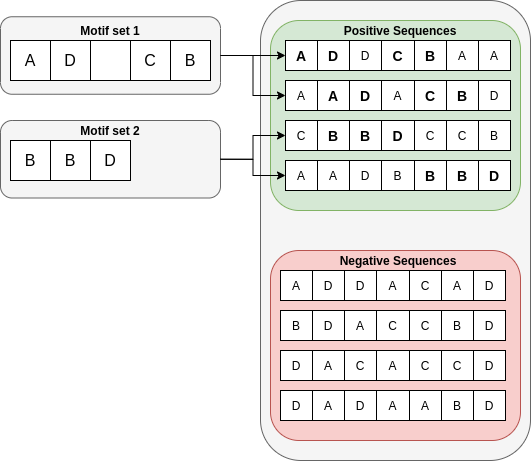 Motif set 1
A D C B
Motif set 2
B B D
Positive Sequences
A D D C B A A
A A D A C B D
C B B D C C B
A A D B B B D
Negative Sequences
A D D A C A D
B D A C C B D
D A C A C C D
D A D A A B D